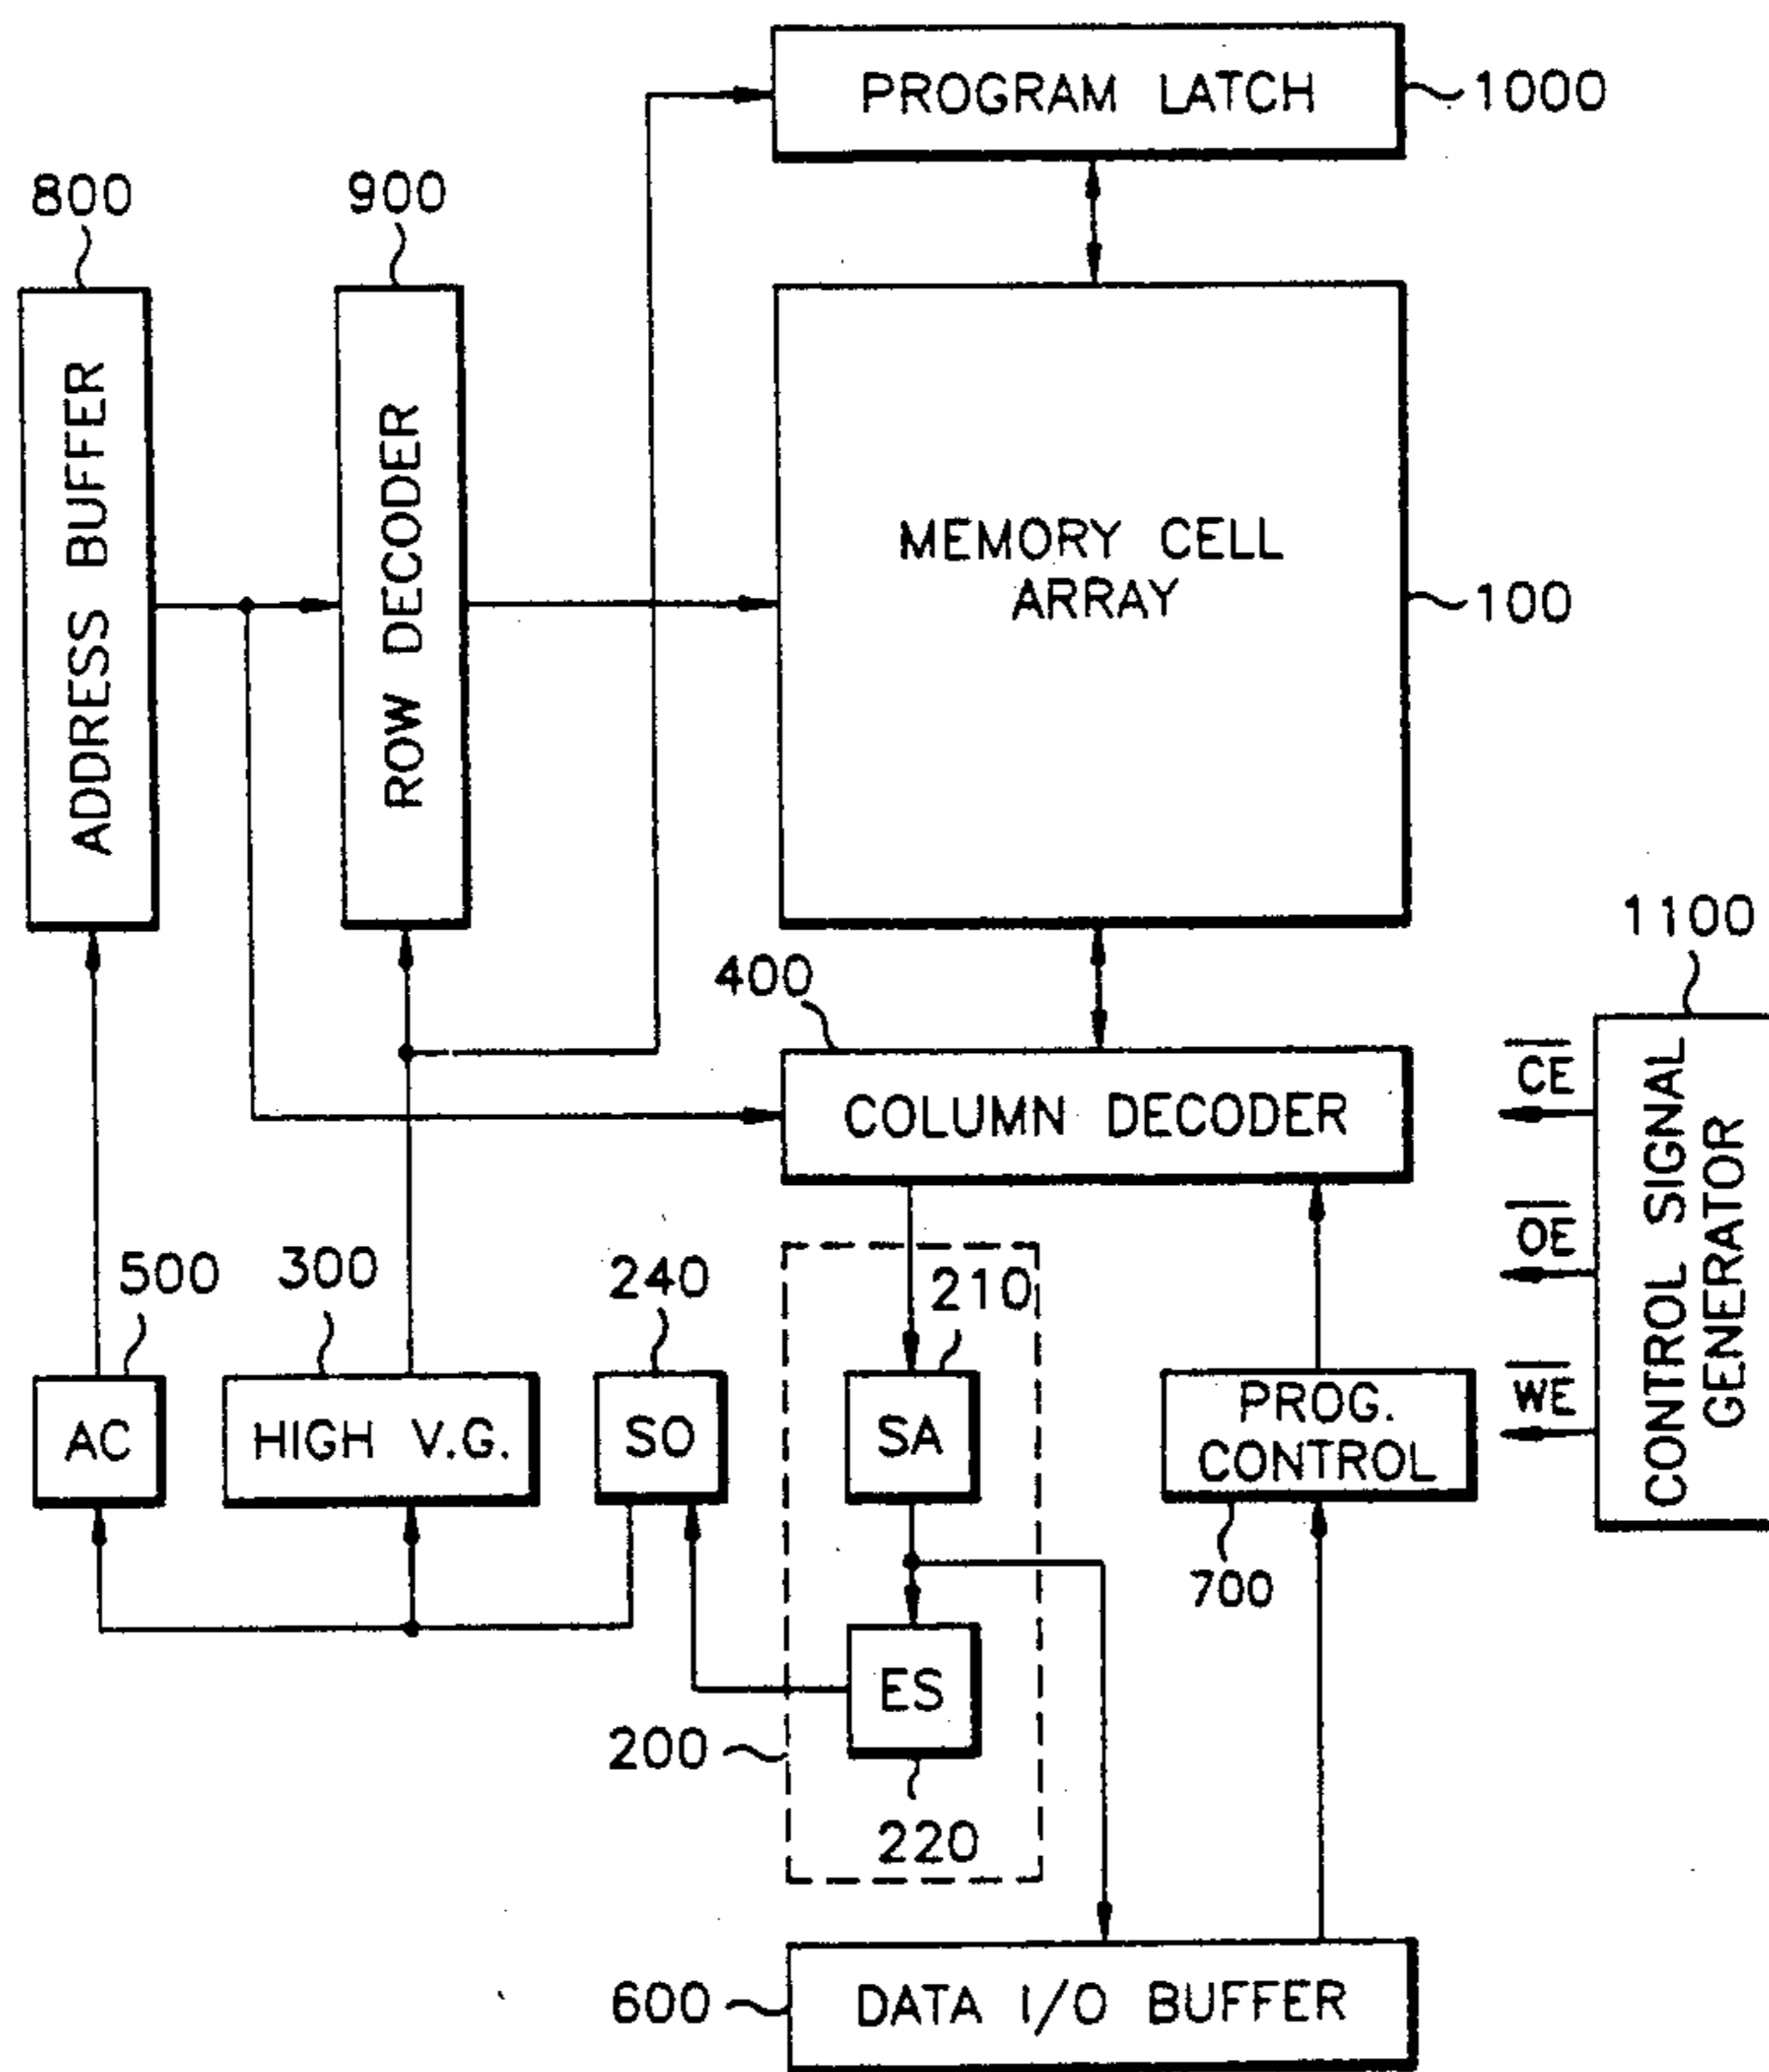 PROGRAM LATCH
1000
800
900
ADDRESS BUFFER
ROW DECODER
MEMORY CELL
ARRAY
100
1100
400
COLUMN DECODER
CE
OE
WE
CONTROL SIGNAL
GENERATOR
500
300
240
210
AC
HIGH V.G.
SO
SA
PROG.
CONTROL
700
ES
200
220
600
DATA I/O BUFFER